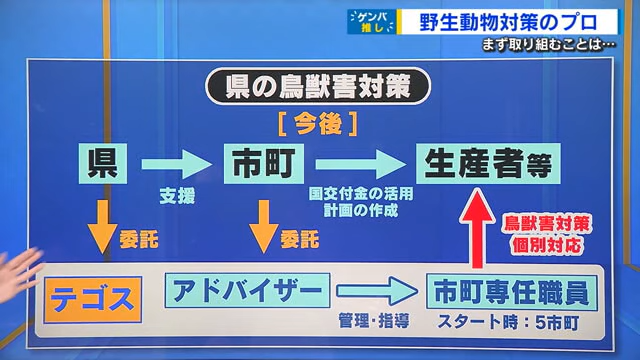 ゲンバ
推し
野生動物対策のプロ
まず取り組むことは…
県の鳥獣害対策
[今後]
県
市町
生産者等
支援
国交付金の活用
計画の作成
委託
委託
鳥獣害対策
個別対応
テゴス
アドバイザー
市町専任職員
管理・指導
スタート時:5市町